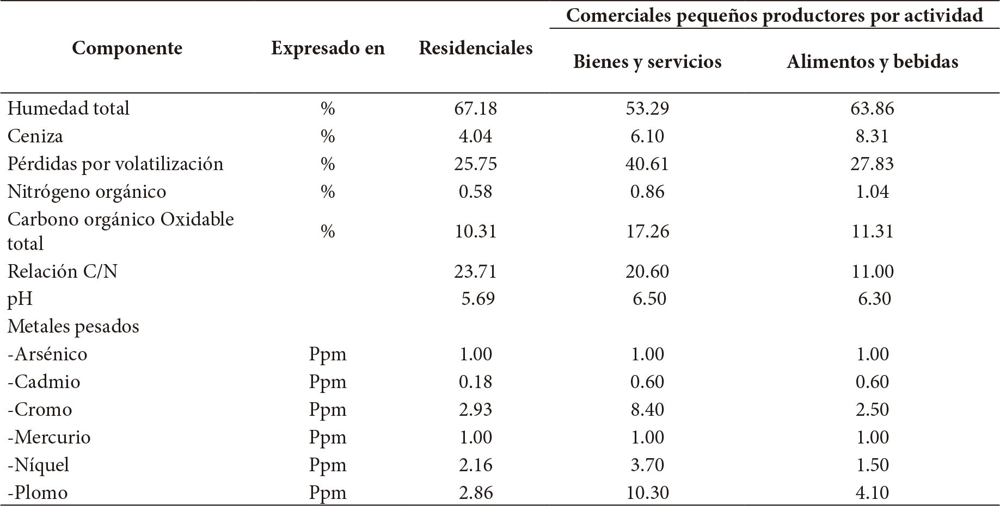 Comerciales pequeños productores por actividad
Componente Expresado en Residenciales
Bienes y servicios Alimentos y bebidas
Humedad total % 67.18 53.29 63.86
Ceniza % 4.04 6.10 8.31
Pérdidas por volatilización % 25.75 40.61 27.83
Nitrógeno orgánico % 0.58 0.86 1.04
Carbono orgánico Oxidable
total % 10.31 17.26 11.31
Relación C/N 23.71 20.60 11.00
pH 5.69 6.50 6.30
Metales pesados
-Arsénico Ppm 1.00 1.00 1.00
-Cadmio Ppm 0.18 0.60 0.60
-Cromo Ppm 2.93 8.40 2.50
-Mercurio Ppm 1.00 1.00 1.00
-Níquel Ppm 2.16 3.70 1.50
-Plomo Ppm 2.86 10.30 4.10